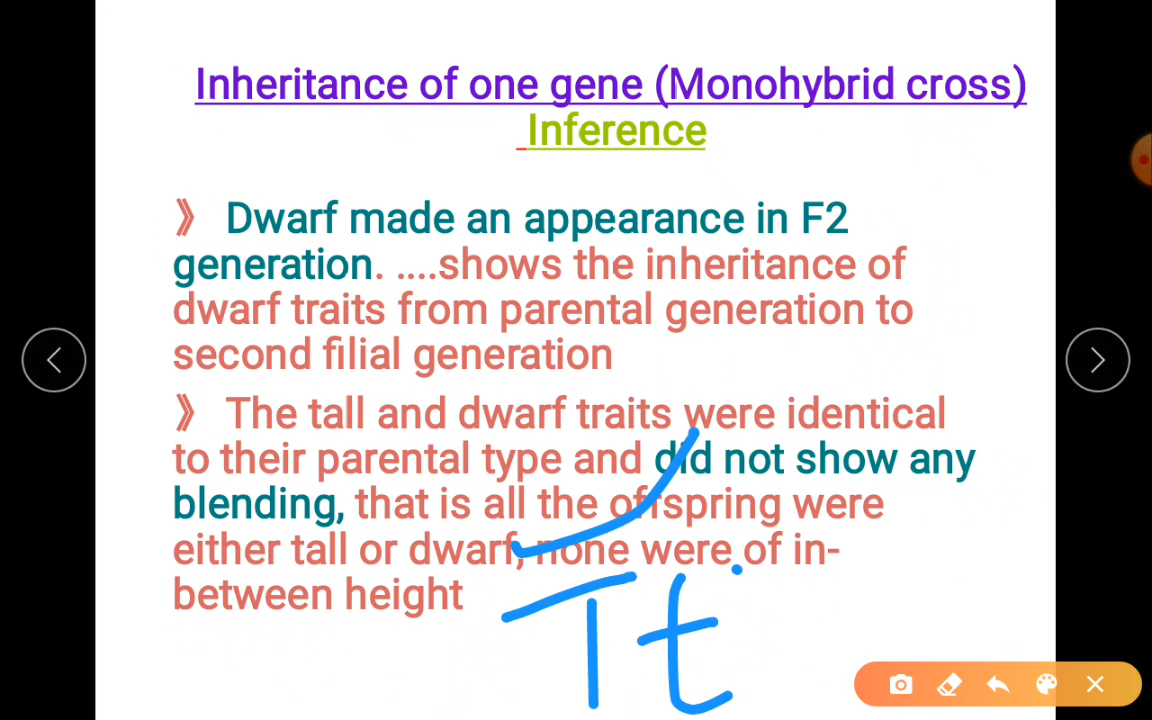 Inheritance of one gene (Monohybrid cross)
Inference
》 Dwarf made an appearance in F2
generation. ....shows the inheritance of
dwarf traits from parental generation to
second filial generation
》 The tall and dwarf traits were identical
to their parental type and did not show any
blending, that is all the offspring were
either tall or dwarf, none were of in-
between height
Tt